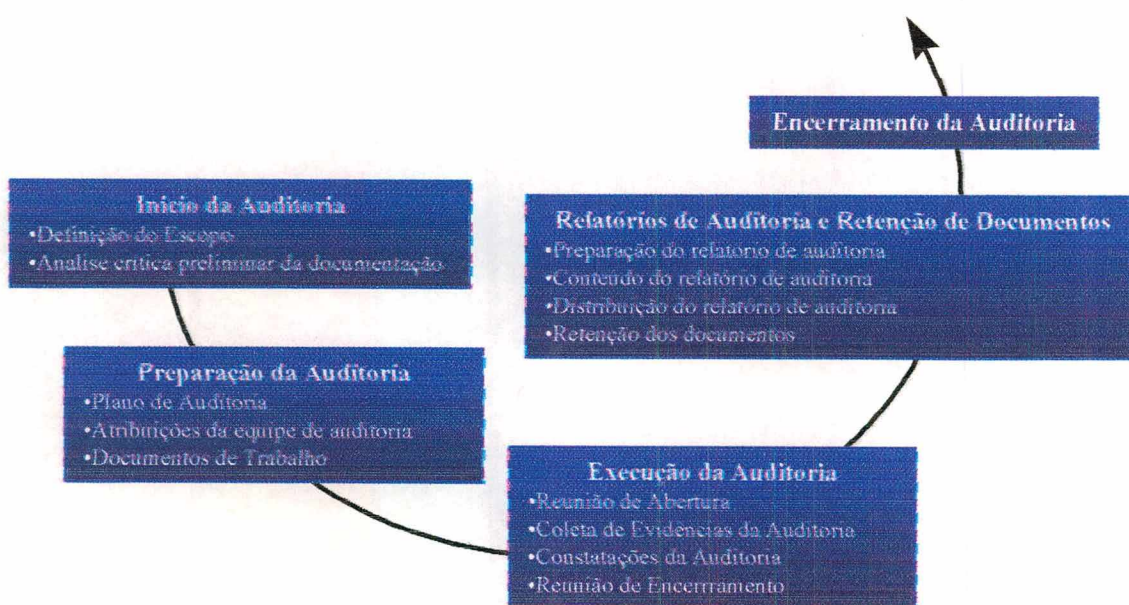 Início da Auditoria
•Definição do Escopo
•Análise crítica preliminar da documentação
Preparação da Auditoria
•Plano de Auditoria
•Atribuições da equipe de auditoria
•Documentos de Trabalho
Execução da Auditoria
•Reunião de Abertura
•Coleta de Evidências da Auditoria
•Constatações da Auditoria
•Reunião de Encerrramento
Relatórios de Auditoria e Retenção de Documentos
•Preparação do relatório de auditoria
•Conteúdo do relatório de auditoria
•Distribuição do relatório de auditoria
•Retenção dos documentos
Encerramento da Auditoria